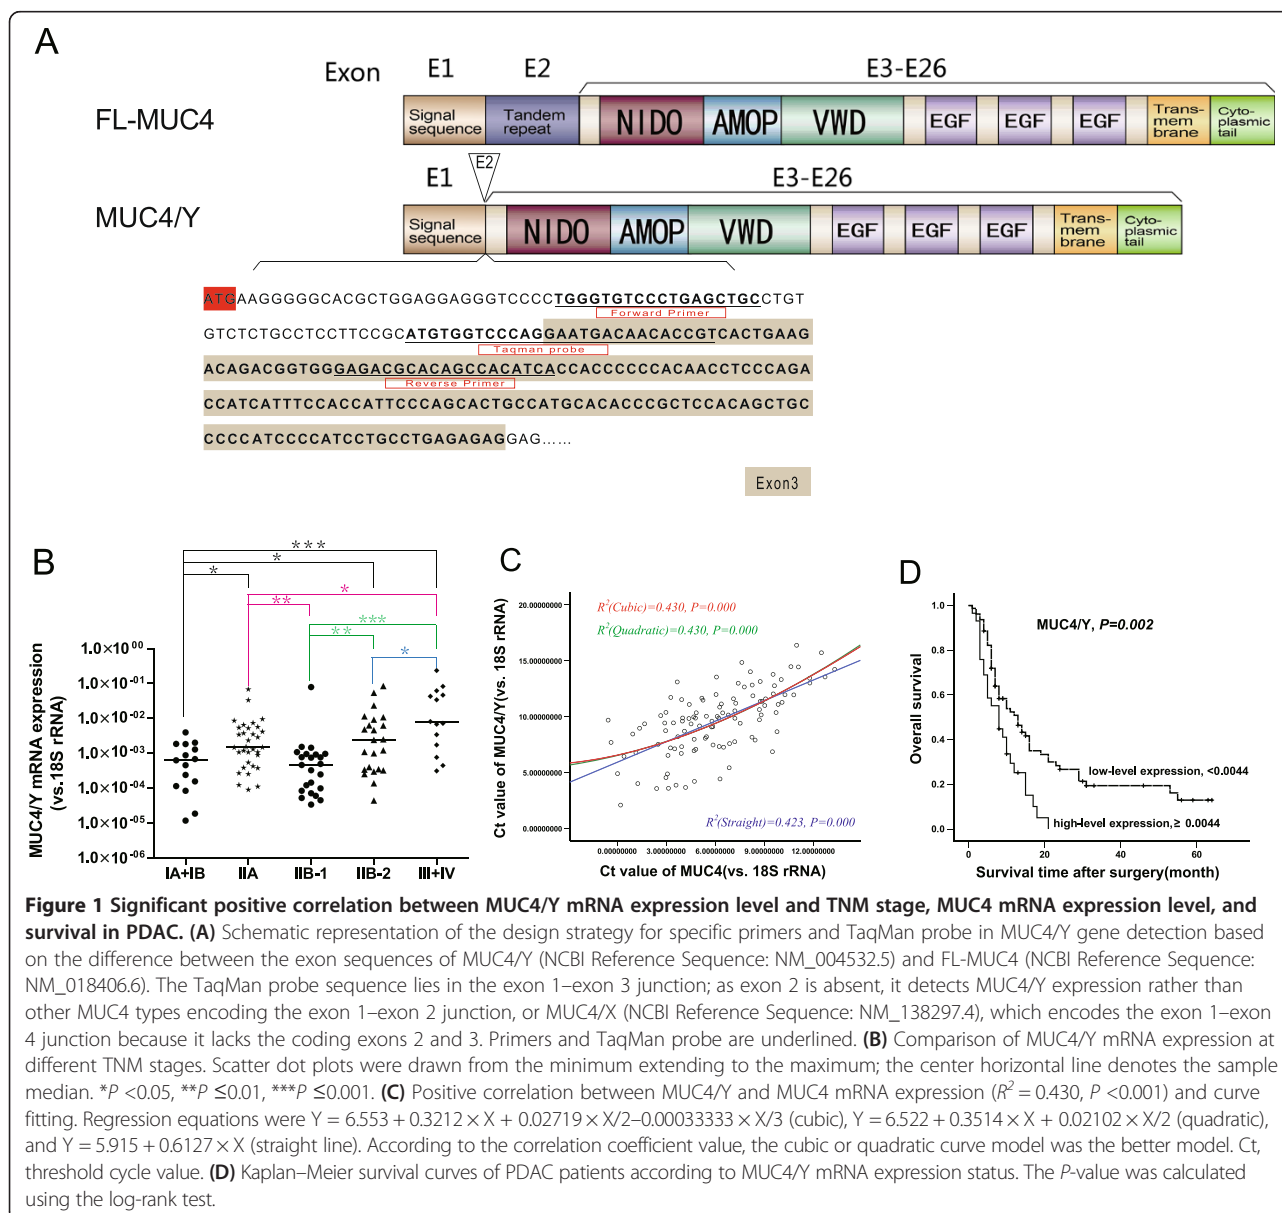 A
Exon E1 E2 E3-E26
FL-MUC4 Signal sequence Tandem repeat NIDO AMOP VWD EGF EGF EGF Trans-mem brane Cyto-plasmic tail
E2
E1 E3-E26
MUC4/Y Signal sequence NIDO AMOP VWD EGF EGF EGF Trans-mem brane Cyto-plasmic tail
ATGAAGGGGGCACGCTGGAGGAGGGTCCCCTGGGTGTCCCTGAGCTGCCTGT
Forward Primer
GTCTCTGCCTCCTTCCGCATGTGGTCCCAGGAATGACAACACCGTCACTGAAG
Taqman probe
ACAGACGGTGGGAGACGCACAGCCACATCACCACCCCCCACAACCTCCCAGA
Reverse Primer
CCATCATTTCCACCATTCCCAGCACTGCCATGCACACCCGCTCCACAGCTGC
CCCCATCCCCATCCTGCCTGAGAGAGGAG......
Exon3
B
***
*
*
*
**
***
**
*
MUC4/Y mRNA expression
(vs.18S rRNA)
1.0×10⁻⁰⁰
1.0×10⁻⁰¹
1.0×10⁻⁰²
1.0×10⁻⁰³
1.0×10⁻⁰⁴
1.0×10⁻⁰⁵
1.0×10⁻⁰⁶
IA+IB IIA IIB-1 IIB-2 III+IV
C
Ct value of MUC4/Y(vs. 18S rRNA)
20.00000000
15.00000000
10.00000000
5.00000000
0.00000000
R²(Cubic)=0.430, P=0.000
R²(Quadratic)=0.430, P=0.000
R²(Straight)=0.423, P=0.000
0.00000000 3.00000000 6.00000000 9.00000000 12.00000000
Ct value of MUC4(vs. 18S rRNA)
D
Overall survival
1.0
0.8
0.6
0.4
0.2
0.0
MUC4/Y, P=0.002
low-level expression, <0.0044
high-level expression, ≥ 0.0044
0 20 40 60
Survival time after surgery(month)
Figure 1 Significant positive correlation between MUC4/Y mRNA expression level and TNM stage, MUC4 mRNA expression level, and
survival in PDAC. (A) Schematic representation of the design strategy for specific primers and TaqMan probe in MUC4/Y gene detection based
on the difference between the exon sequences of MUC4/Y (NCBI Reference Sequence: NM_004532.5) and FL-MUC4 (NCBI Reference Sequence:
NM_018406.6). The TaqMan probe sequence lies in the exon 1–exon 3 junction; as exon 2 is absent, it detects MUC4/Y expression rather than
other MUC4 types encoding the exon 1–exon 2 junction, or MUC4/X (NCBI Reference Sequence: NM_138297.4), which encodes the exon 1–exon
4 junction because it lacks the coding exons 2 and 3. Primers and TaqMan probe are underlined. (B) Comparison of MUC4/Y mRNA expression at
different TNM stages. Scatter dot plots were drawn from the minimum extending to the maximum; the center horizontal line denotes the sample
median. *P <0.05, **P ≤0.01, ***P ≤0.001. (C) Positive correlation between MUC4/Y and MUC4 mRNA expression (R² = 0.430, P <0.001) and curve
fitting. Regression equations were Y = 6.553 + 0.3212 × X + 0.02719 × X/2–0.00033333 × X/3 (cubic), Y = 6.522 + 0.3514 × X + 0.02102 × X/2 (quadratic),
and Y = 5.915 + 0.6127 × X (straight line). According to the correlation coefficient value, the cubic or quadratic curve model was the better model. Ct,
threshold cycle value. (D) Kaplan–Meier survival curves of PDAC patients according to MUC4/Y mRNA expression status. The P-value was calculated
using the log-rank test.